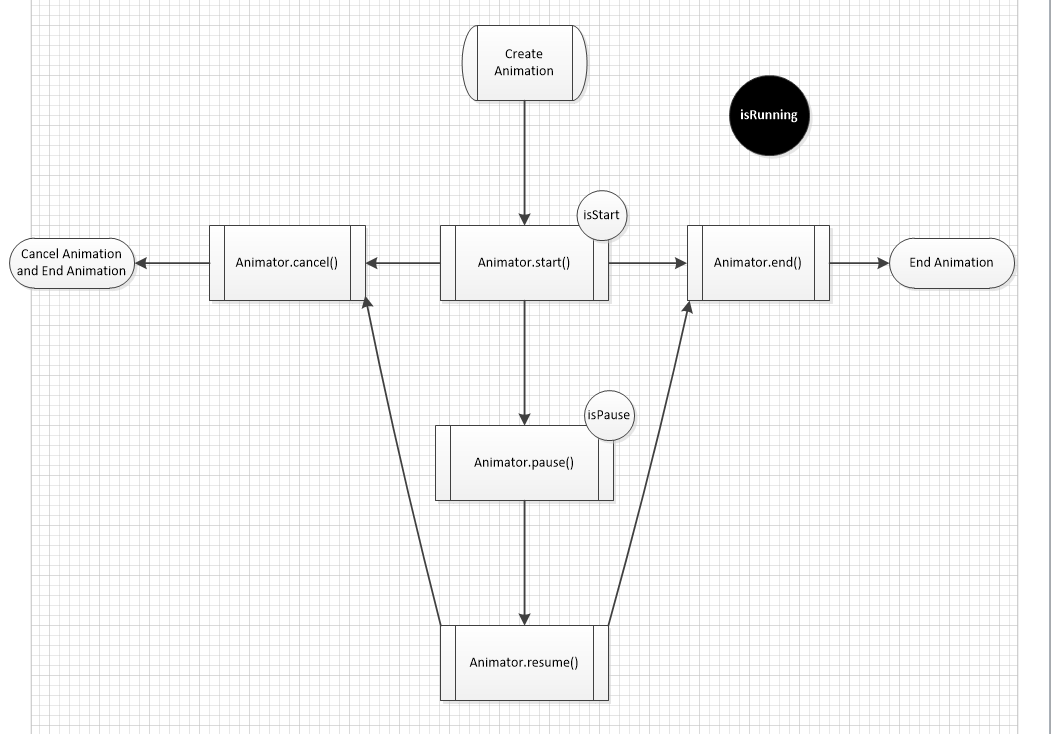 Create
Animation
isRunning
isStart
Cancel Animation
and End Animation
Animator.cancel()
Animator.start()
Animator.end()
End Animation
isPause
Animator.pause()
Animator.resume()